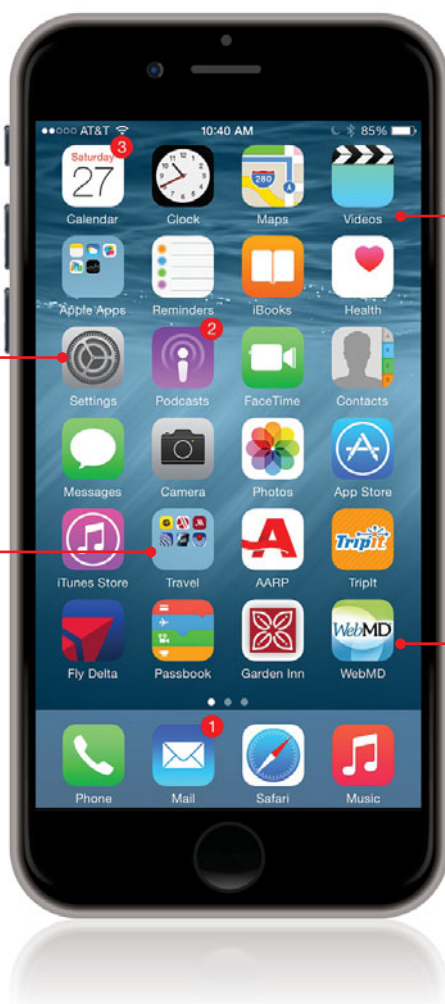 AT&T 10:40 AM 85%
3
Saturday
27
12
280
Calendar Clock Maps Videos
Apple Apps Reminders iBooks Health
2
Settings Podcasts FaceTime Contacts
Messages Camera Photos App Store
TripIt
iTunes Store Travel AARP TripIt
WebMD
Fly Delta Passbook Garden Inn WebMD
1
Phone Mail Safari Music